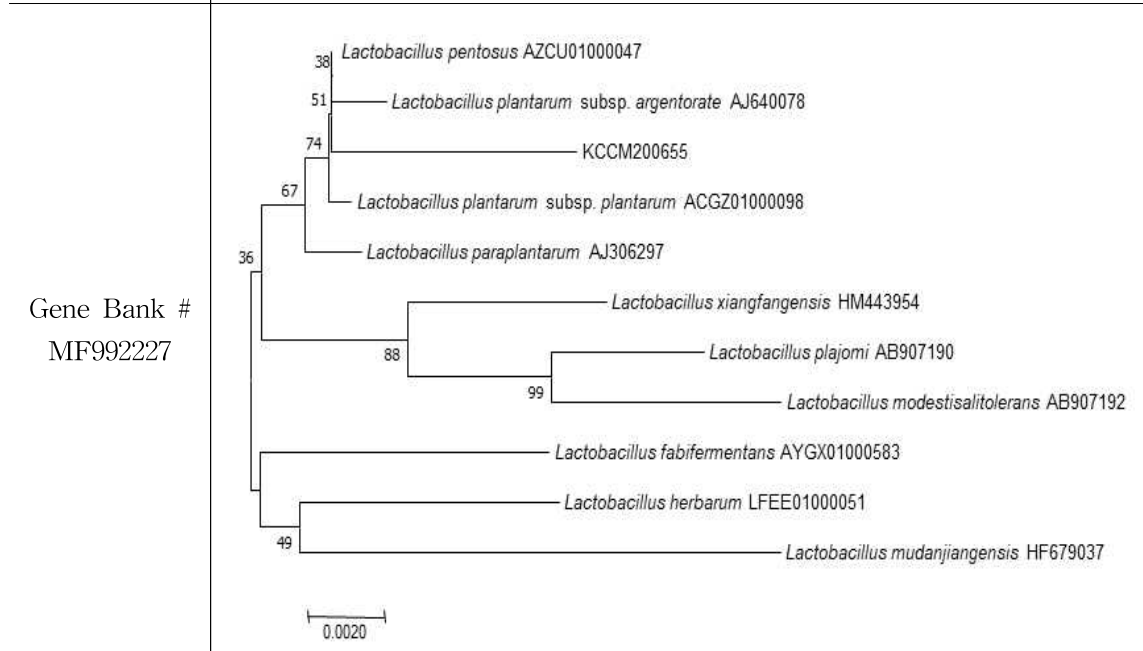 Gene Bank #
MF992227
38
Lactobacillus pentosus AZCU01000047
51
Lactobacillus plantarum subsp. argentorate AJ640078
74
KCCM200655
67
Lactobacillus plantarum subsp. plantarum ACGZ01000098
36
Lactobacillus paraplantarum AJ306297
Lactobacillus xiangfangensis HM443954
88
Lactobacillus plajomi AB907190
99
Lactobacillus modestisalitolerans AB907192
Lactobacillus fabifermentans AYGX01000583
Lactobacillus herbarum LFEE01000051
49
Lactobacillus mudanjiangensis HF679037
0.0020